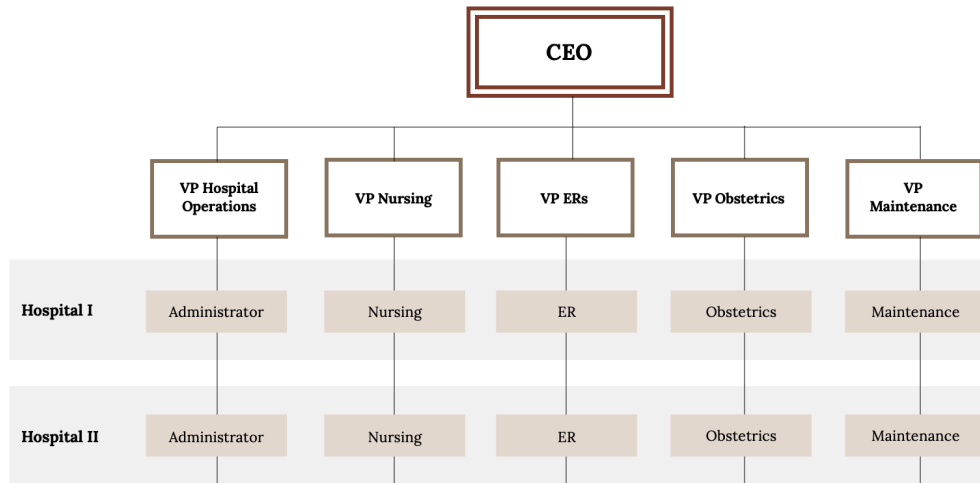 CEO
VP Hospital
Operations
VP Nursing
VP ERs
VP Obstetrics
VP
Maintenance
Hospital I
Administrator
Nursing
ER
Obstetrics
Maintenance
Hospital II
Administrator
Nursing
ER
Obstetrics
Maintenance